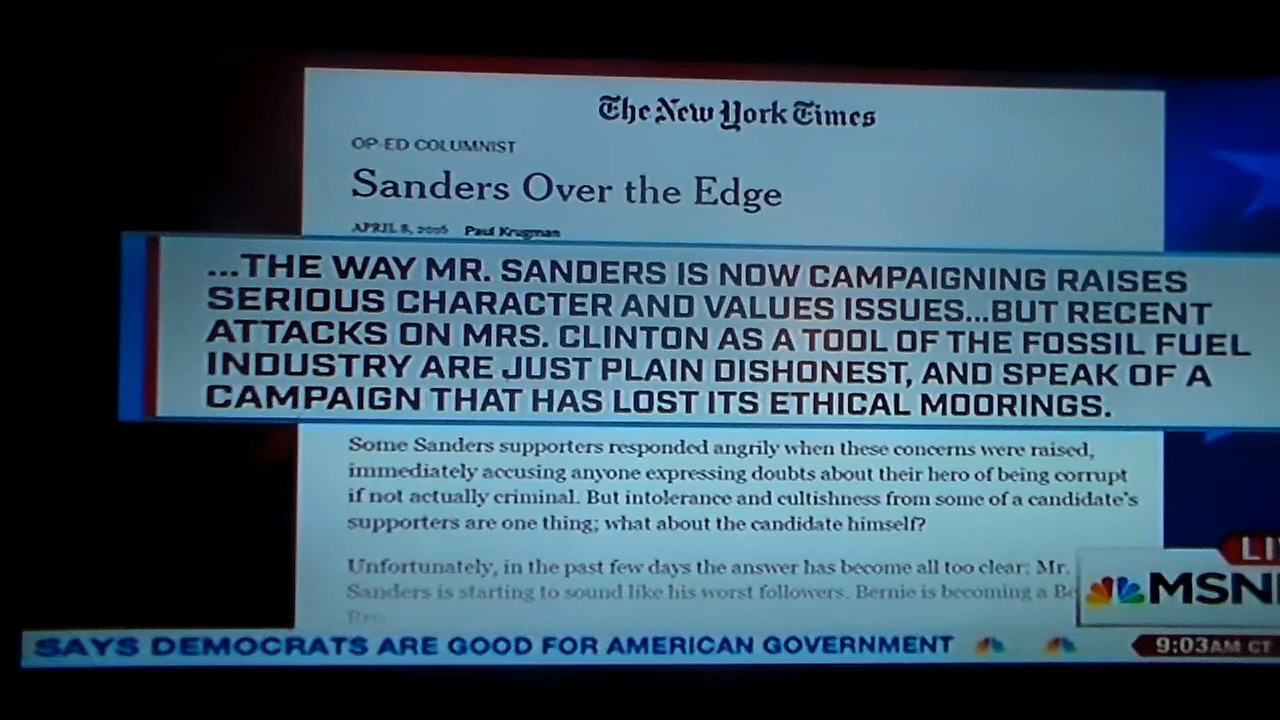 The New York Times
OP-ED COLUMNIST
Sanders Over the Edge
APRIL 8, 2016 Paul Krugman
...THE WAY MR. SANDERS IS NOW CAMPAIGNING RAISES
SERIOUS CHARACTER AND VALUES ISSUES...BUT RECENT
ATTACKS ON MRS. CLINTON AS A TOOL OF THE FOSSIL FUEL
INDUSTRY ARE JUST PLAIN DISHONEST, AND SPEAK OF A
CAMPAIGN THAT HAS LOST ITS ETHICAL MOORINGS.
Some Sanders supporters responded angrily when these concerns were raised,
immediately accusing anyone expressing doubts about their hero of being corrupt
if not actually criminal. But intolerance and cultishness from some of a candidate's
supporters are one thing; what about the candidate himself?
Unfortunately, in the past few days the answer has become all too clear: Mr.
Sanders is starting to sound like his worst followers. Bernie is becoming a
LI
MSN
SAYS DEMOCRATS ARE GOOD FOR AMERICAN GOVERNMENT
9:03AM CT